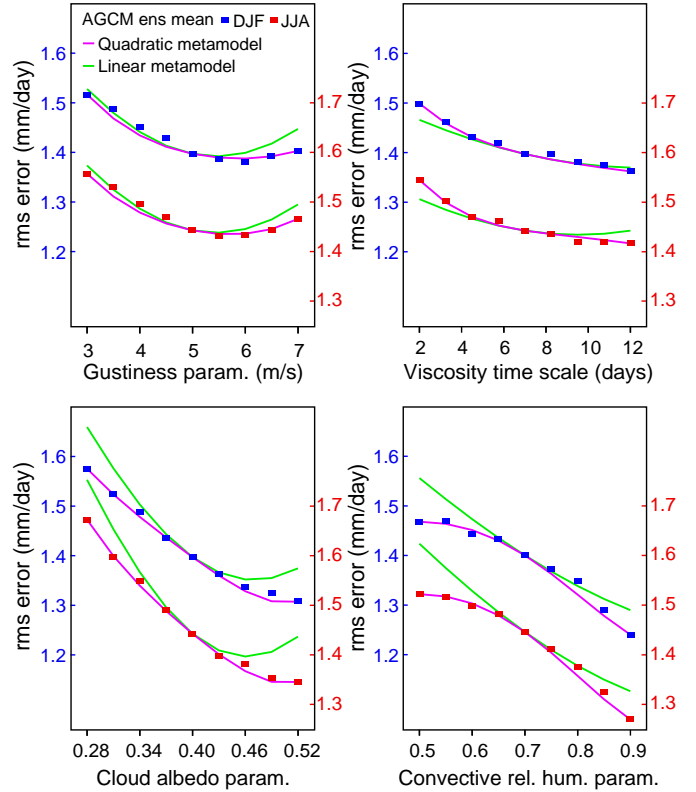 AGCM ens mean DJF JJA
Quadratic metamodel
Linear metamodel
rms error (mm/day)
1.6
1.5
1.4
1.3
1.2
1.7
1.6
1.5
1.4
1.3
3 4 5 6 7
Gustiness param. (m/s)
rms error (mm/day)
1.6
1.5
1.4
1.3
1.2
1.7
1.6
1.5
1.4
1.3
2 4 6 8 10 12
Viscosity time scale (days)
rms error (mm/day)
1.6
1.5
1.4
1.3
1.2
1.7
1.6
1.5
1.4
1.3
0.28 0.34 0.40 0.46 0.52
Cloud albedo param.
rms error (mm/day)
1.6
1.5
1.4
1.3
1.2
1.7
1.6
1.5
1.4
1.3
0.5 0.6 0.7 0.8 0.9
Convective rel. hum. param.